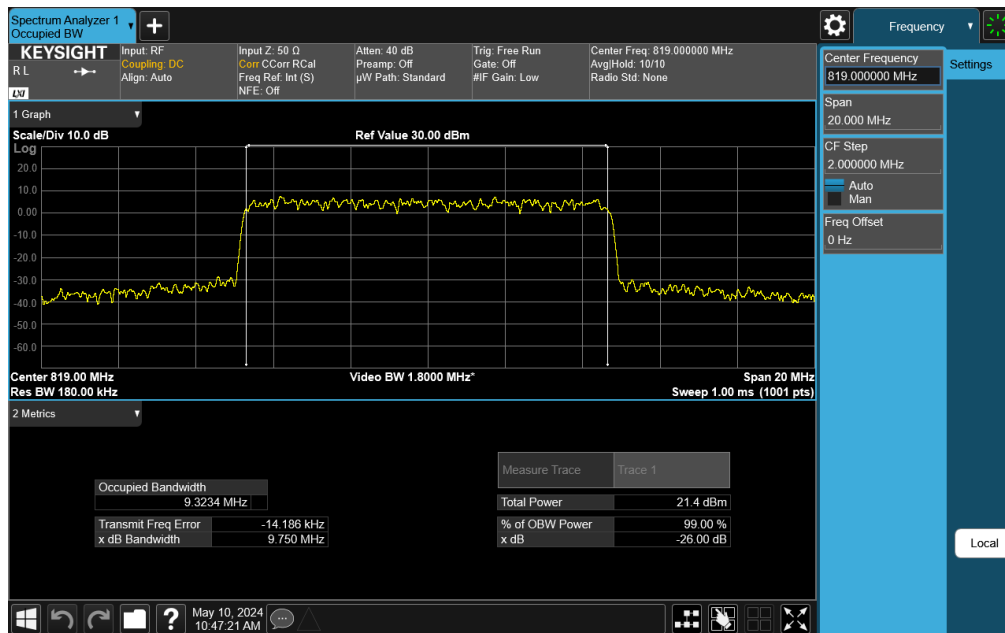 Spectrum Analyzer 1
Occupied BW
Frequency
KEYSIGHT
R L
LXI
Input: RF
Coupling: DC
Align: Auto
Input Z: 50 Ω
Corr CCorr RCal
Freq Ref: Int (S)
NFE: Off
Atten: 40 dB
Preamp: Off
µW Path: Standard
Trig: Free Run
Gate: Off
#IF Gain: Low
Center Freq: 819.000000 MHz
Avg|Hold: 10/10
Radio Std: None
Center Frequency
819.000000 MHz
Settings
Span
20.000 MHz
CF Step
2.000000 MHz
Auto
Man
Freq Offset
0 Hz
Local
1 Graph
Scale/Div 10.0 dB
Ref Value 30.00 dBm
Log
20.0
10.0
0.00
-10.0
-20.0
-30.0
-40.0
-50.0
-60.0
Center 819.00 MHz
Video BW 1.8000 MHz*
Span 20 MHz
Res BW 180.00 kHz
Sweep 1.00 ms (1001 pts)
2 Metrics
Measure Trace
Trace 1
Occupied Bandwidth
9.3234 MHz
Total Power
21.4 dBm
Transmit Freq Error
-14.186 kHz
% of OBW Power
99.00 %
x dB Bandwidth
9.750 MHz
x dB
-26.00 dB
?
May 10, 2024
10:47:21 AM